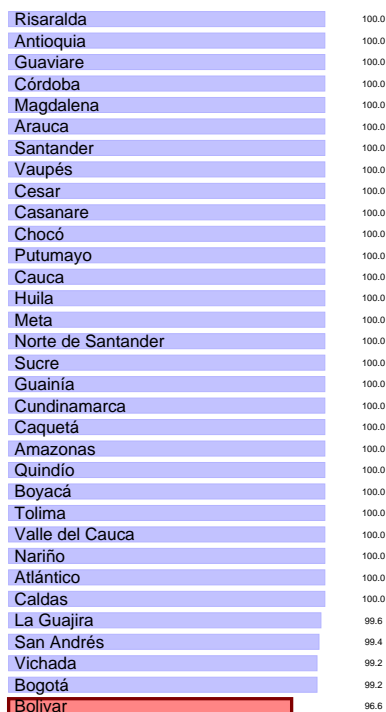 Risaralda 100.0
Antioquia 100.0
Guaviare 100.0
Córdoba 100.0
Magdalena 100.0
Arauca 100.0
Santander 100.0
Vaupés 100.0
Cesar 100.0
Casanare 100.0
Chocó 100.0
Putumayo 100.0
Cauca 100.0
Huila 100.0
Meta 100.0
Norte de Santander 100.0
Sucre 100.0
Guainía 100.0
Cundinamarca 100.0
Caquetá 100.0
Amazonas 100.0
Quindío 100.0
Boyacá 100.0
Tolima 100.0
Valle del Cauca 100.0
Nariño 100.0
Atlántico 100.0
Caldas 100.0
La Guajira 99.6
San Andrés 99.4
Vichada 99.2
Bogotá 99.2
Bolivar 96.6